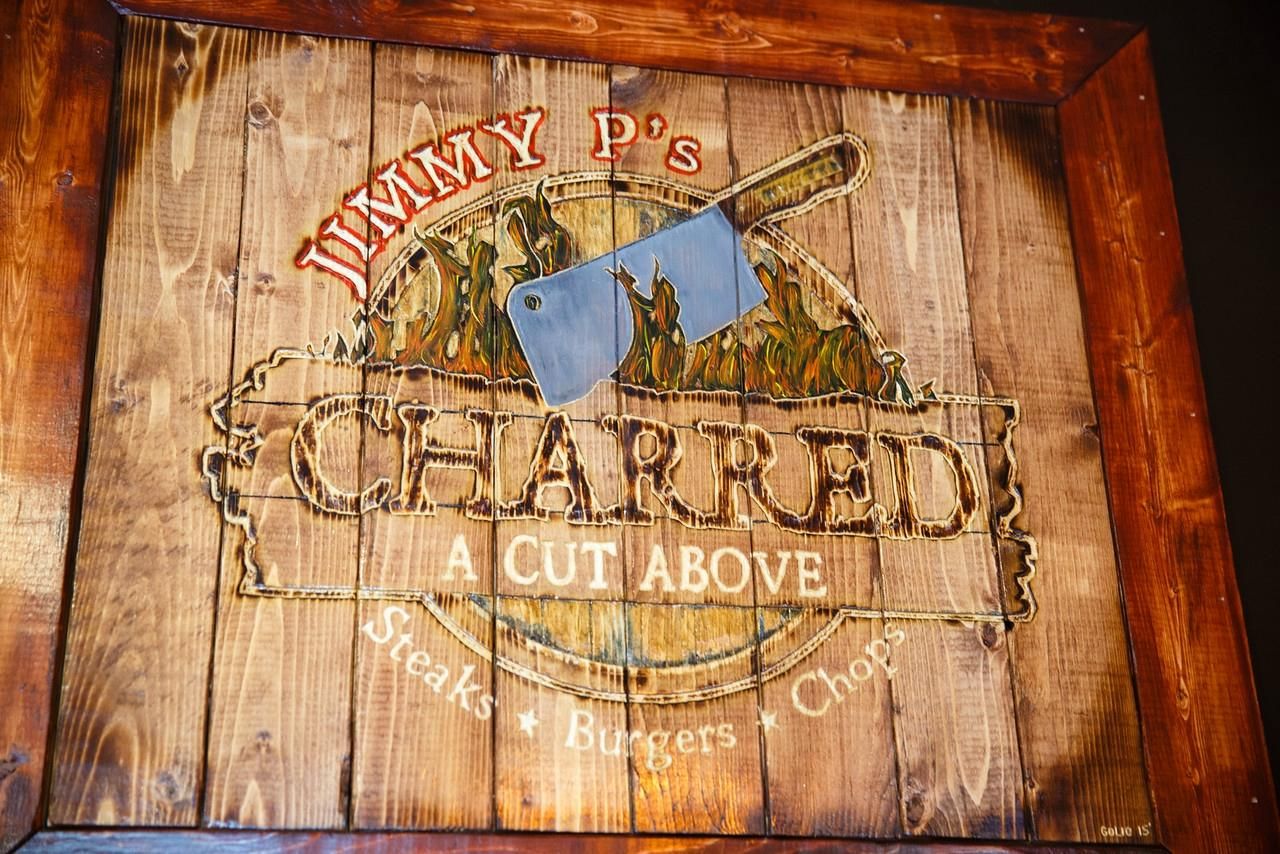 JIMMY P's
CHARRED
A CUT ABOVE
Steaks ★ Burgers ★ Chops
GOLIO 15'